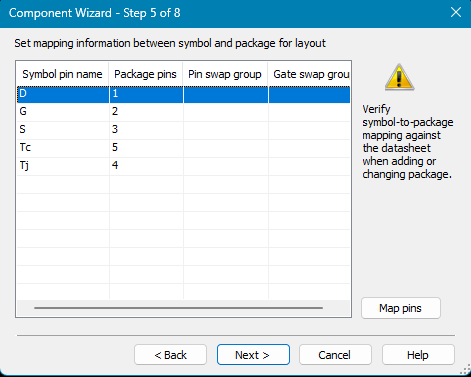 Component Wizard - Step 5 of 8
Set mapping information between symbol and package for layout
Symbol pin name Package pins Pin swap group Gate swap grou
D 1
G 2
S 3
Tc 5
Tj 4
Verify
symbol-to-package
mapping against
the datasheet
when adding or
changing package.
Map pins
< Back Next > Cancel Help